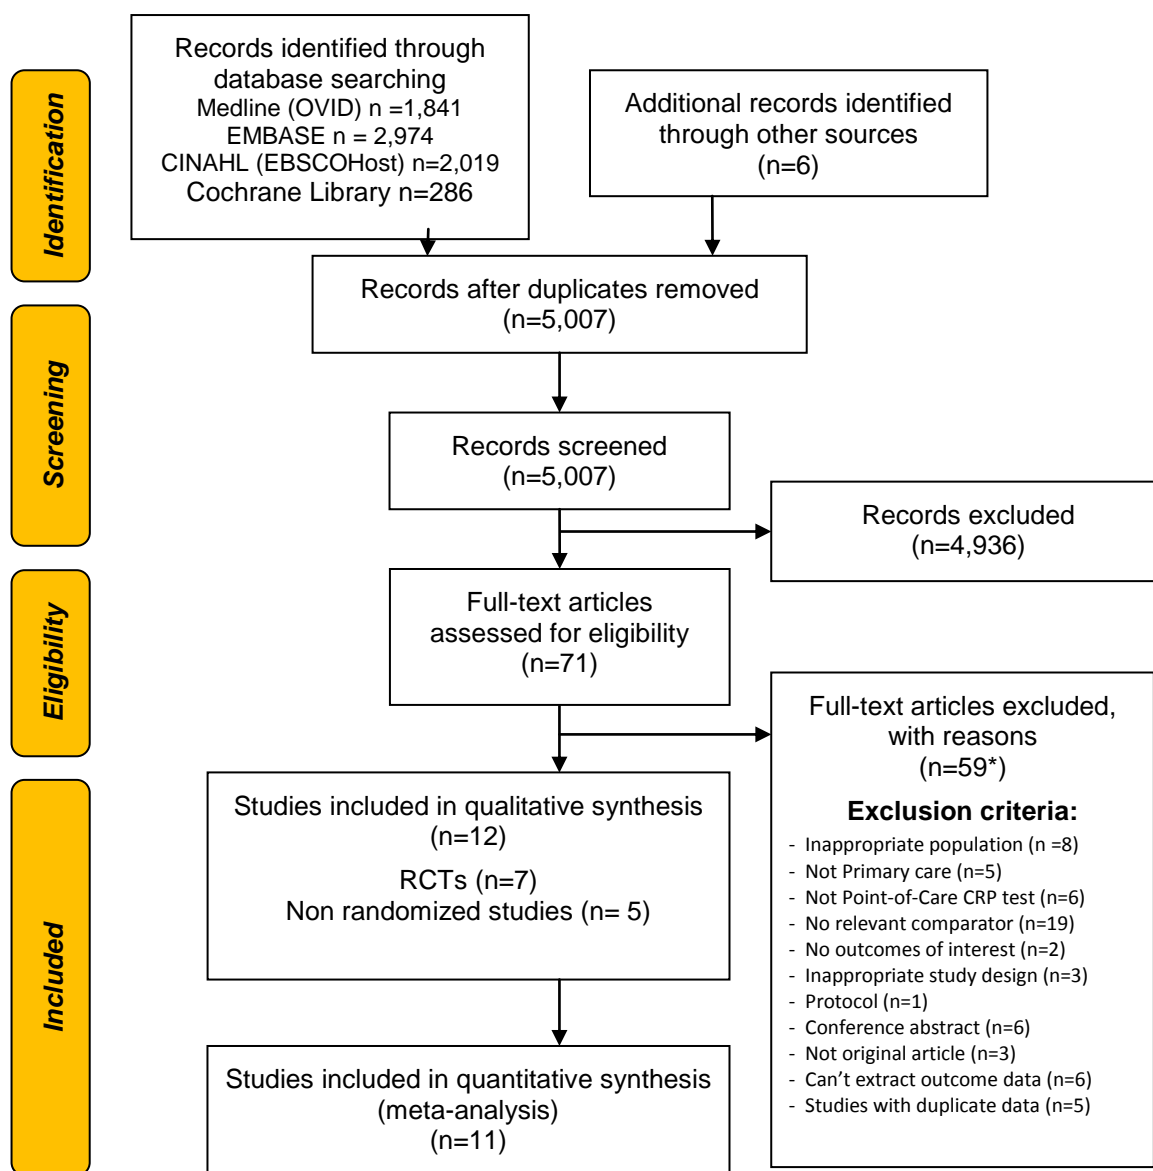 Identification
Records identified through
database searching
Medline (OVID) n =1,841
EMBASE n = 2,974
CINAHL (EBSCOHost) n=2,019
Cochrane Library n=286
Additional records identified
through other sources
(n=6)
Records after duplicates removed
(n=5,007)
Screening
Records screened
(n=5,007)
Records excluded
(n=4,936)
Eligibility
Full-text articles
assessed for eligibility
(n=71)
Full-text articles excluded,
with reasons
(n=59*)
Exclusion criteria:
- Inappropriate population (n =8)
- Not Primary care (n=5)
- Not Point-of-Care CRP test (n=6)
- No relevant comparator (n=19)
- No outcomes of interest (n=2)
- Inappropriate study design (n=3)
- Protocol (n=1)
- Conference abstract (n=6)
- Not original article (n=3)
- Can't extract outcome data (n=6)
- Studies with duplicate data (n=5)
Included
Studies included in qualitative synthesis
(n=12)
RCTs (n=7)
Non randomized studies (n= 5)
Studies included in quantitative synthesis
(meta-analysis)
(n=11)